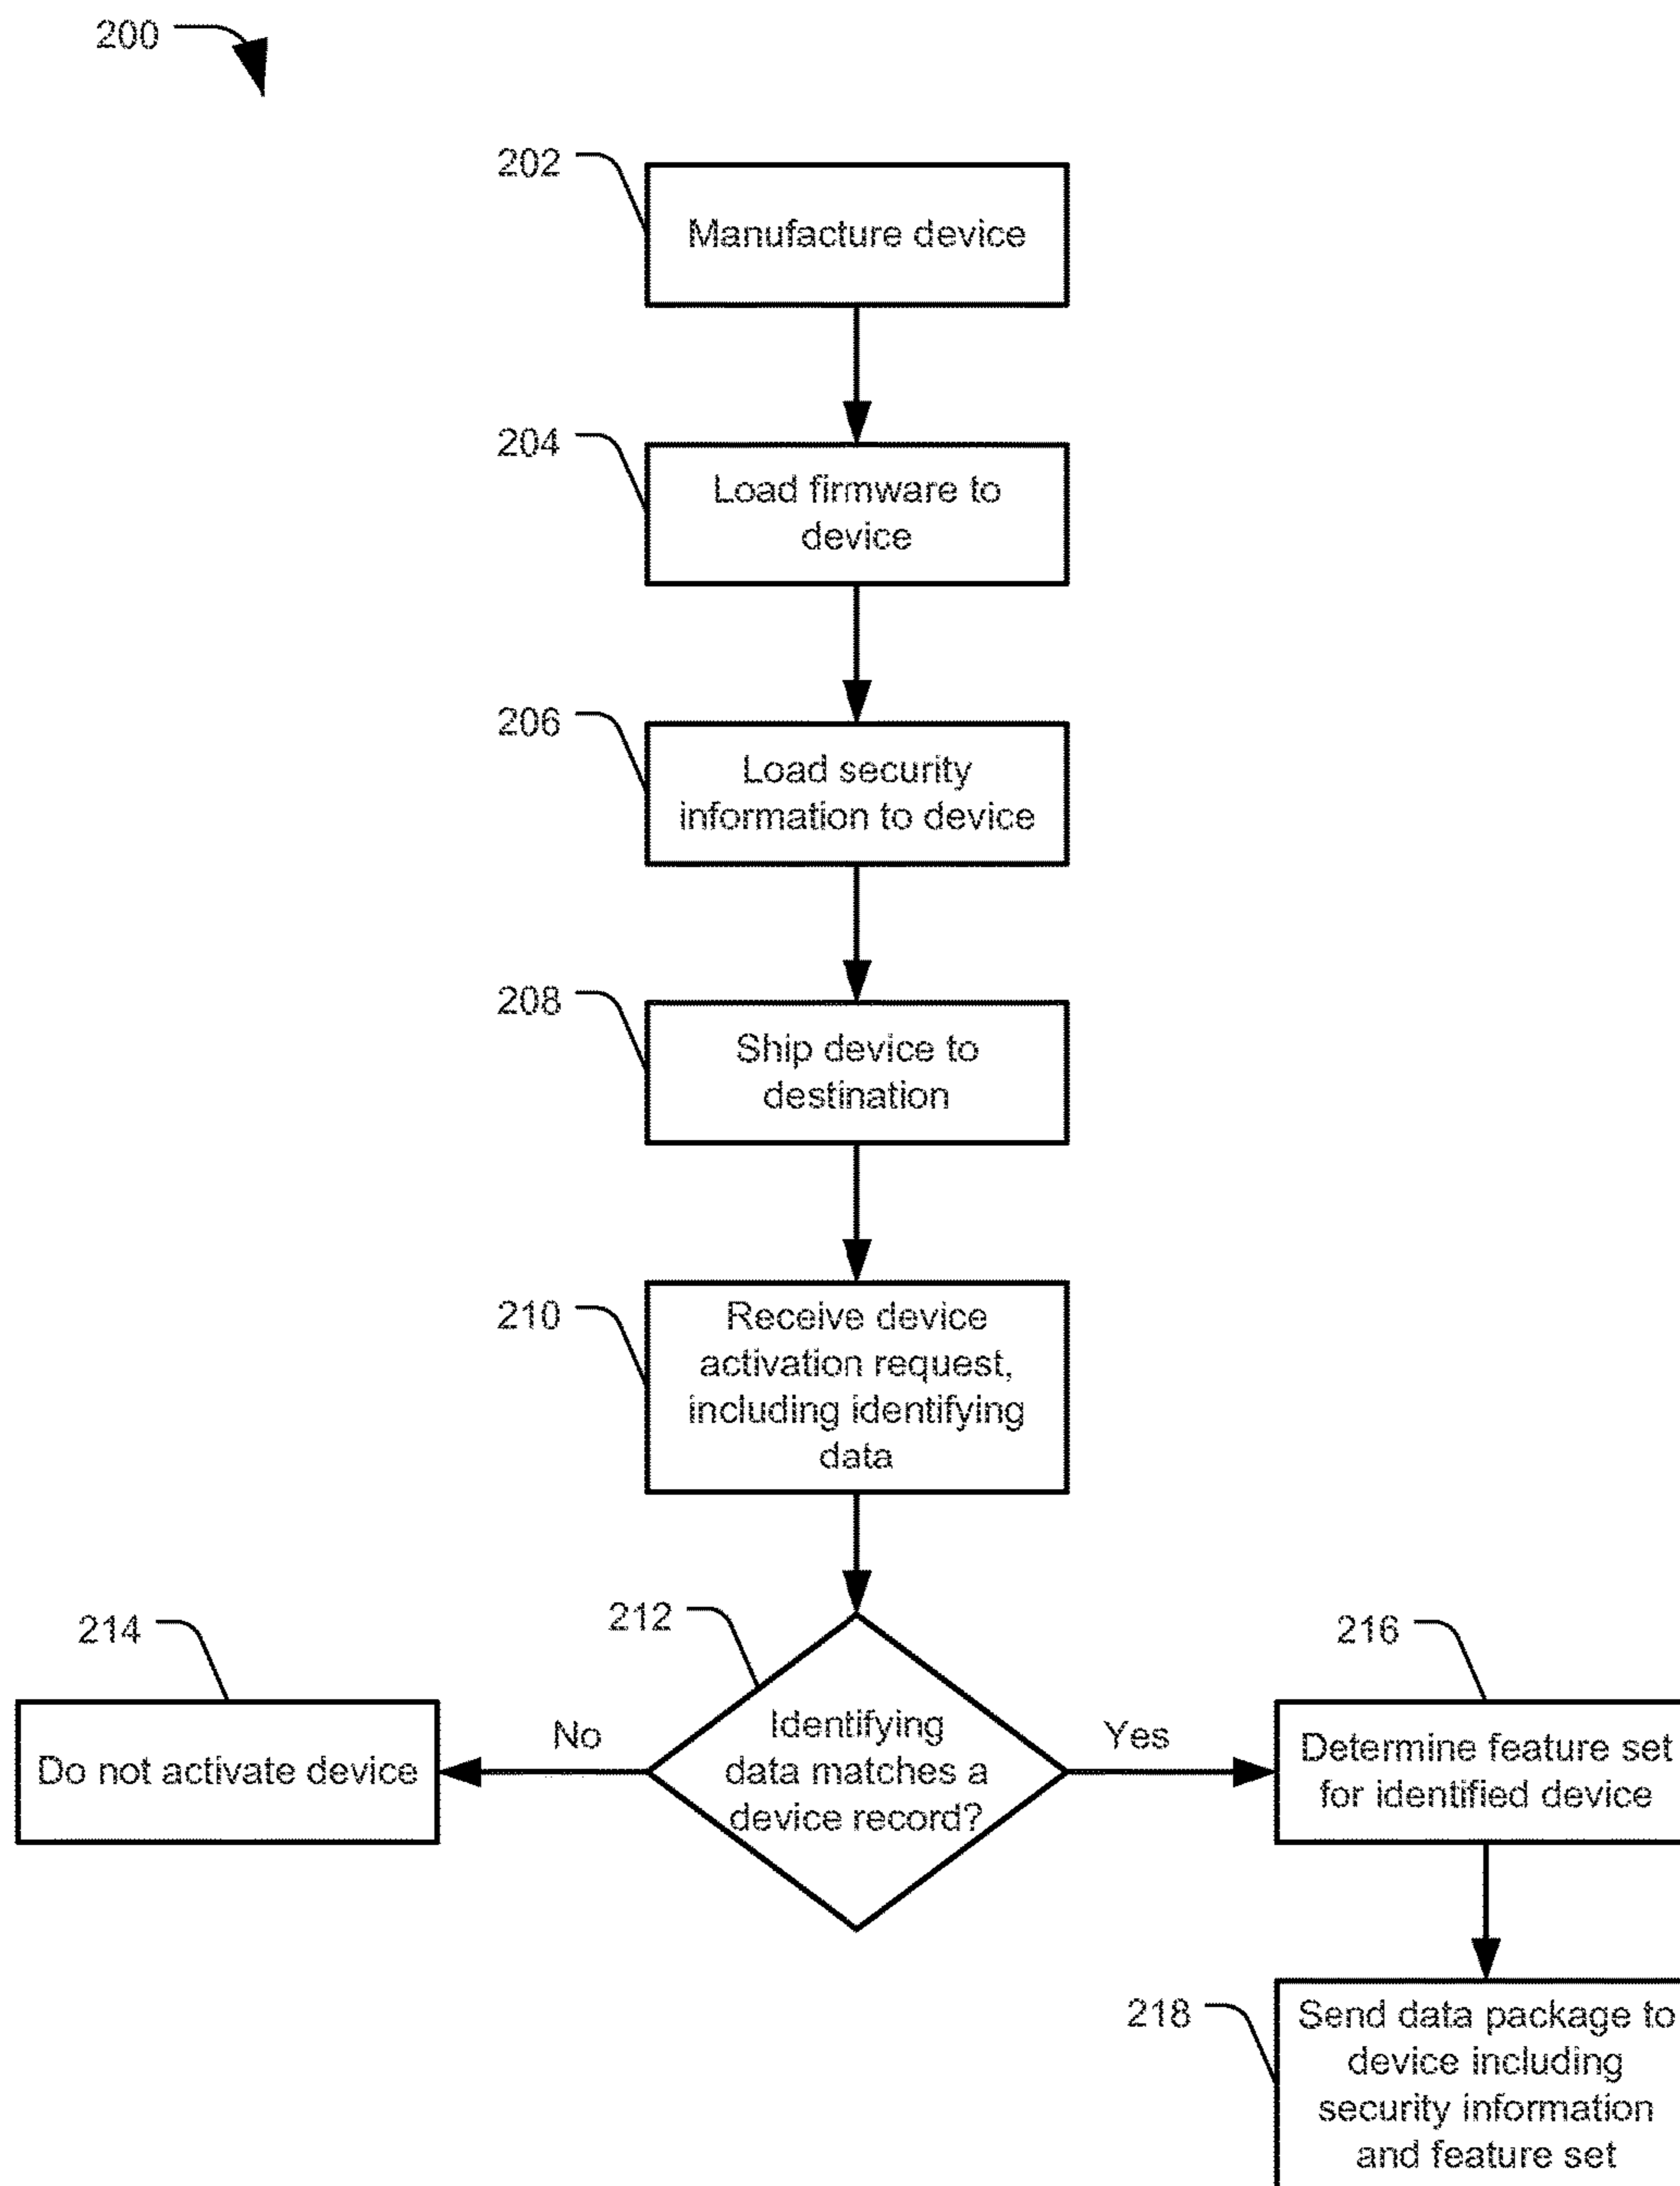 200
202
Manufacture device
204
Load firmware to
device
206
Load security
information to device
208
Ship device to
destination
210
Receive device
activation request,
including identifying
data
214
212
216
Do not activate device
No
Identifying
data matches a
device record?
Yes
Determine feature set
for identified device
218
Send data package to
device including
security information
and feature set